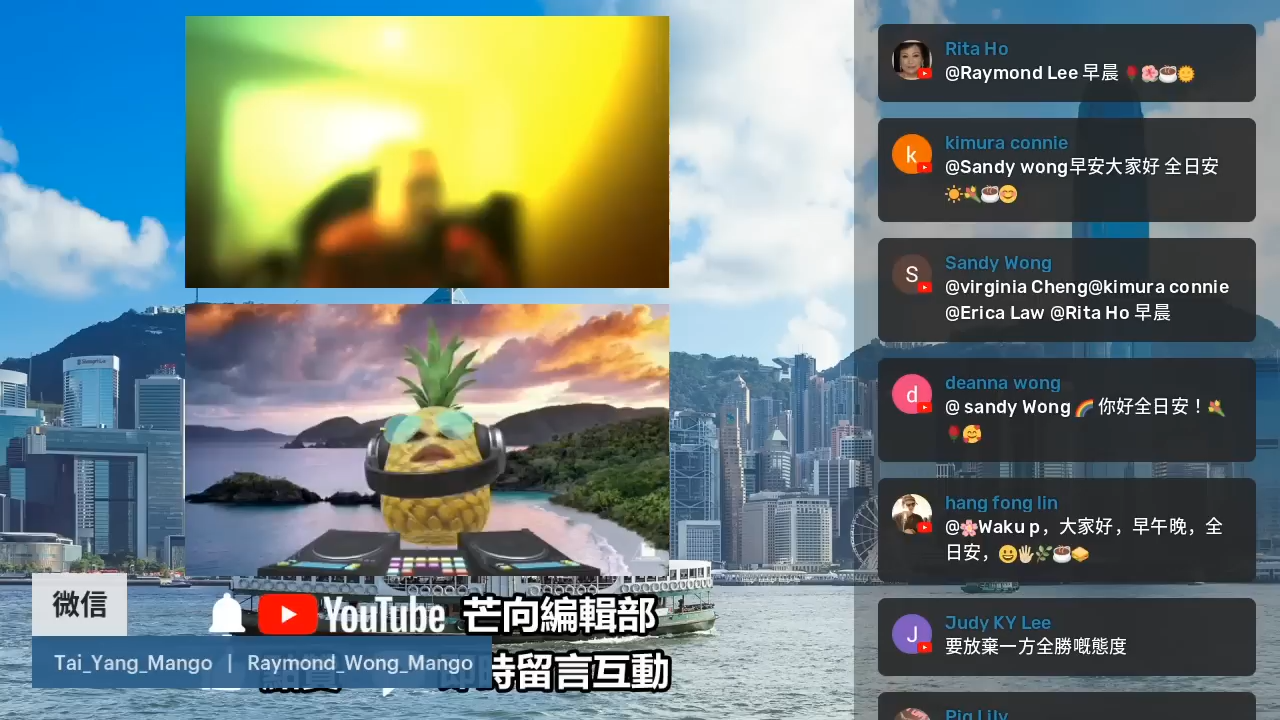 Rita Ho
@Raymond Lee 早晨🌹🌸☕🌞
kimura connie
@Sandy wong早安大家好 全日安
☀💐☕😊
Sandy Wong
@virginia Cheng@kimura connie
@Erica Law @Rita Ho 早晨
deanna wong
@ sandy Wong🌈 你好全日安！💐
🌹🥰
hang fong lin
@🌸Waku p，大家好，早午晚，全
日安，😀🖐🌿☕
Judy KY Lee
要放棄一方全勝嘅態度
Pig Lily
微信
Tai_Yang_Mango | Raymond_Wong_Mango
YouTube 芒向編輯部
即時留言互動